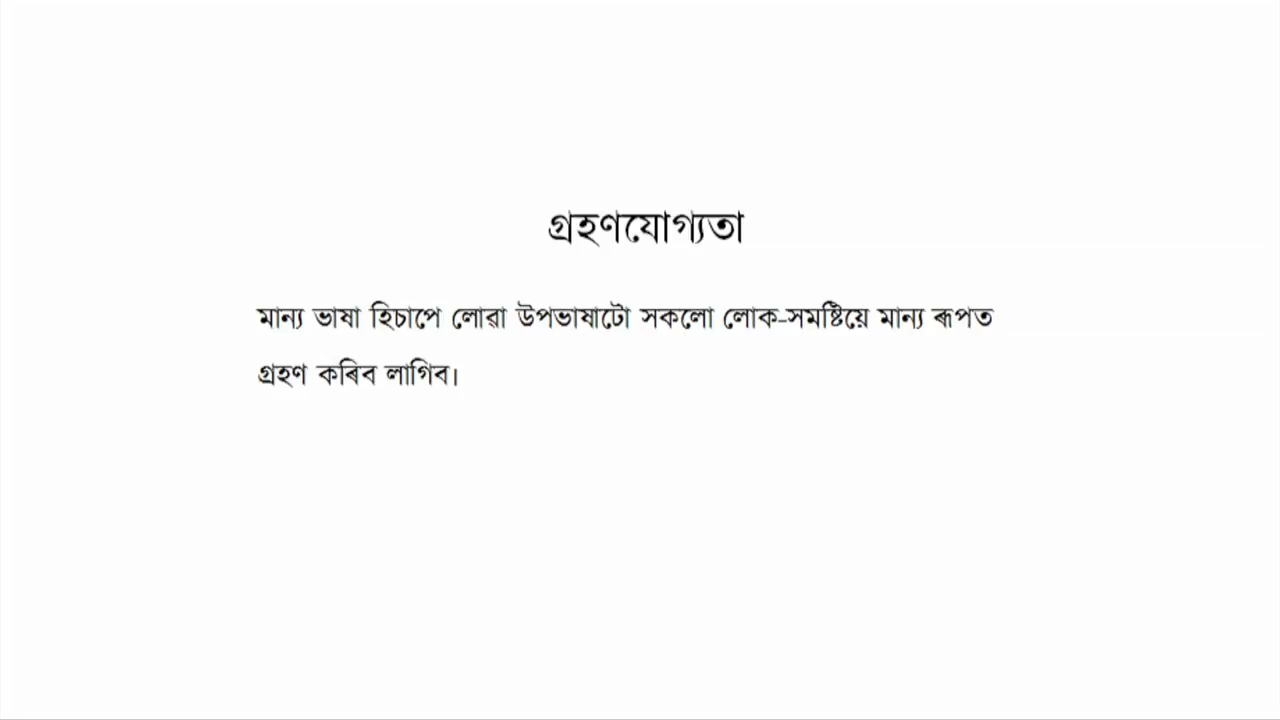 গ্ৰহণযোগ্যতা
মান্য ভাষা হিচাপে লোৱা উপভাষাটো সকলো লোক-সমষ্টিয়ে মান্য ৰূপত
গ্ৰহণ কৰিব লাগিব।